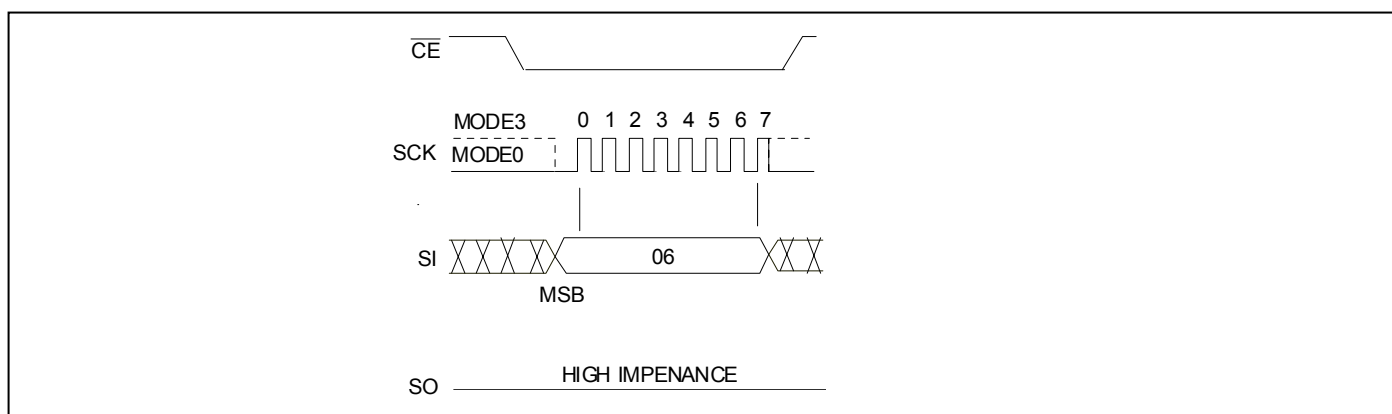 CE
MODE3
0 1 2 3 4 5 6 7
SCK
MODE0
SI
06
MSB
SO
HIGH IMPENANCE